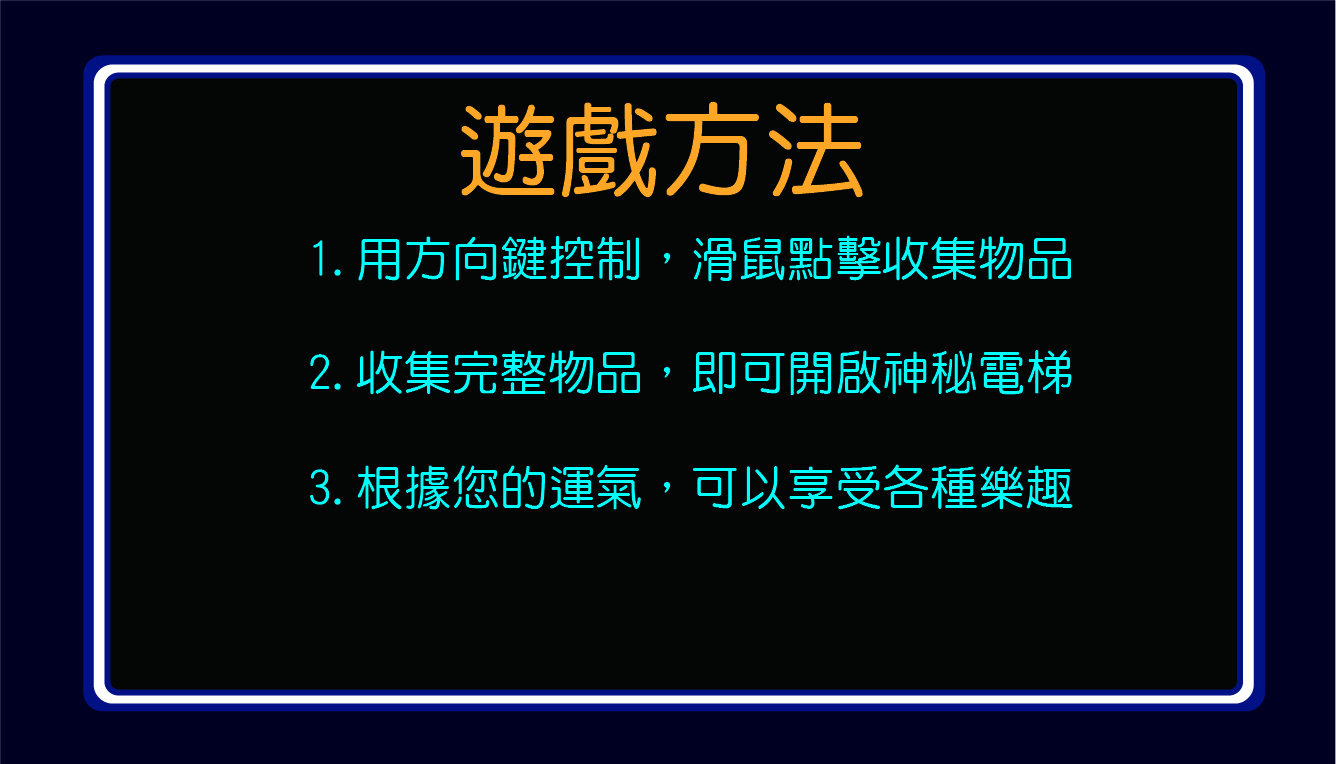 遊戲方法
1.用方向鍵控制，滑鼠點擊收集物品
2.收集完整物品，即可開啟神秘電梯
3.根據您的運氣，可以享受各種樂趣